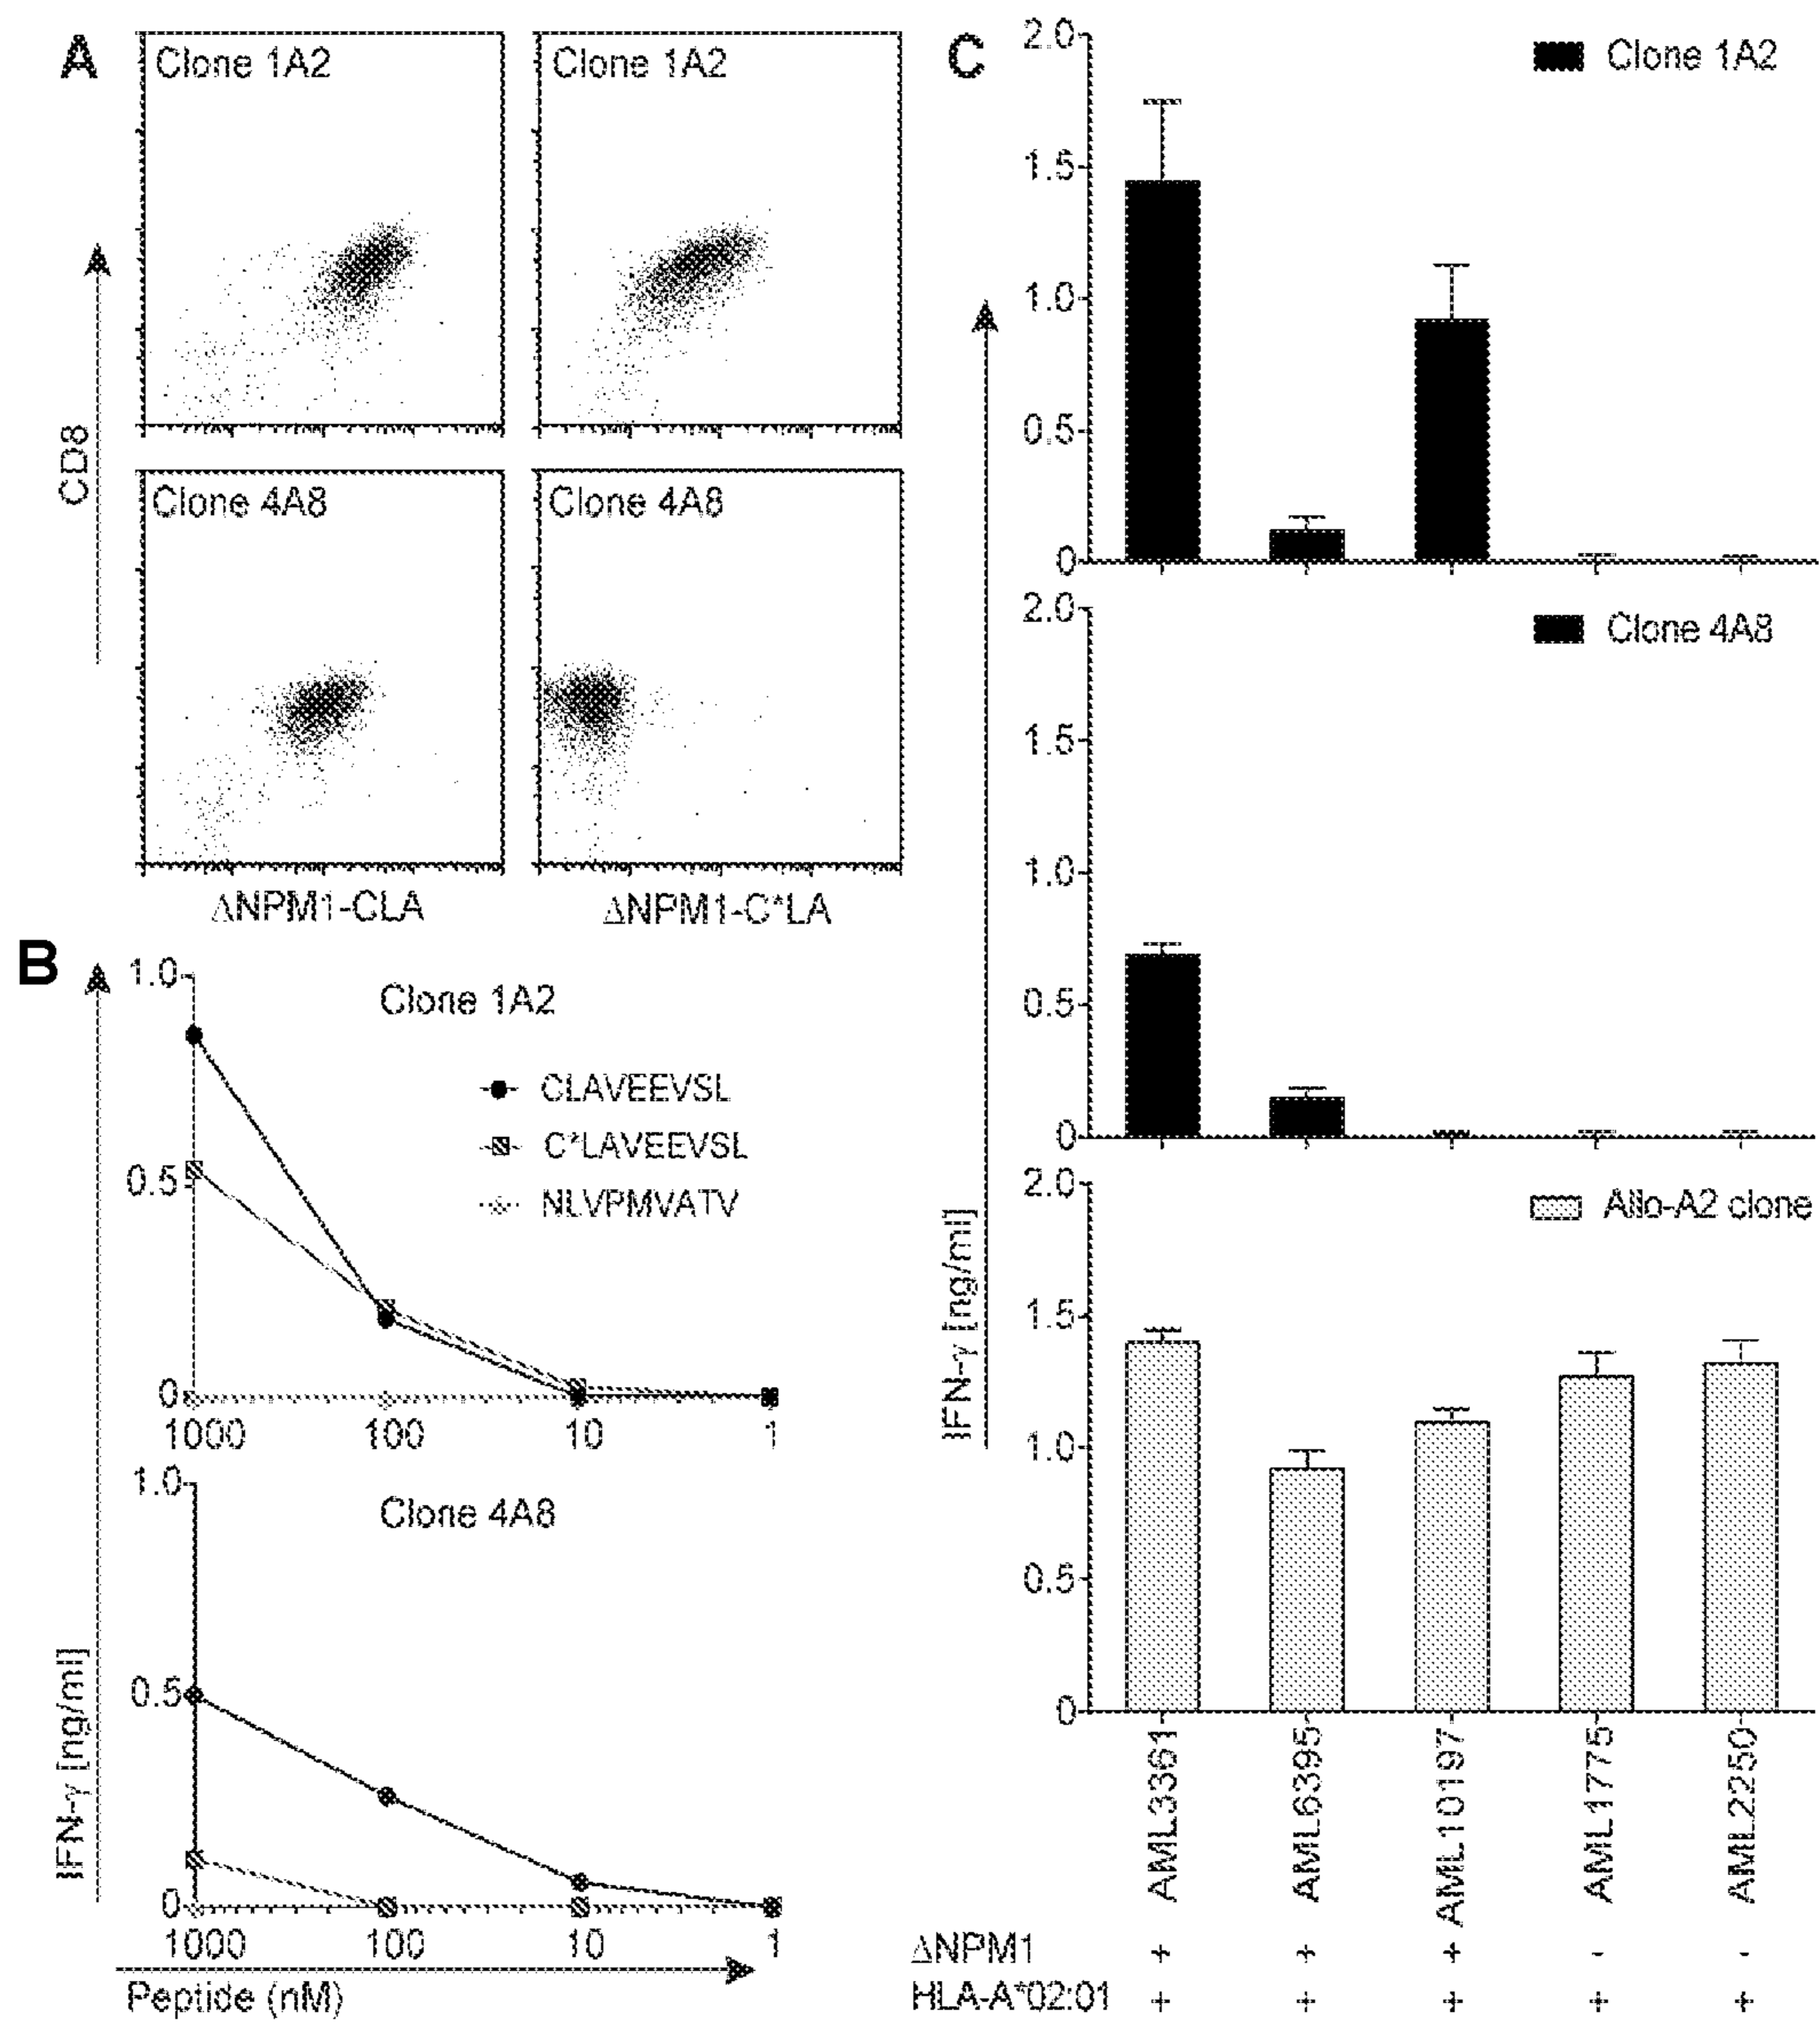 A
Clone 1A2
Clone 1A2
Clone 4A8
Clone 4A8
CD8
ΔNPM1-CLA
ΔNPM1-C*LA
B
1.0
Clone 1A2
CLAVEEVSL
C*LAVEEVSL
NLVPMVATV
0.5
0
1000
100
10
1
1.0
Clone 4A8
0.5
0
1000
100
10
1
IFN-γ [ng/ml]
Peptide (nM)
C
2.0
Clone 1A2
1.5
1.0
0.5
0
2.0
Clone 4A8
1.5
1.0
0.5
0
2.0
Allo-A2 clone
1.5
1.0
0.5
0
IFN-γ [ng/ml]
AML3361
AML6395
AML10197
AML1775
AML2250
ΔNPM1 + + + - -
HLA-A*02:01 + + + + +